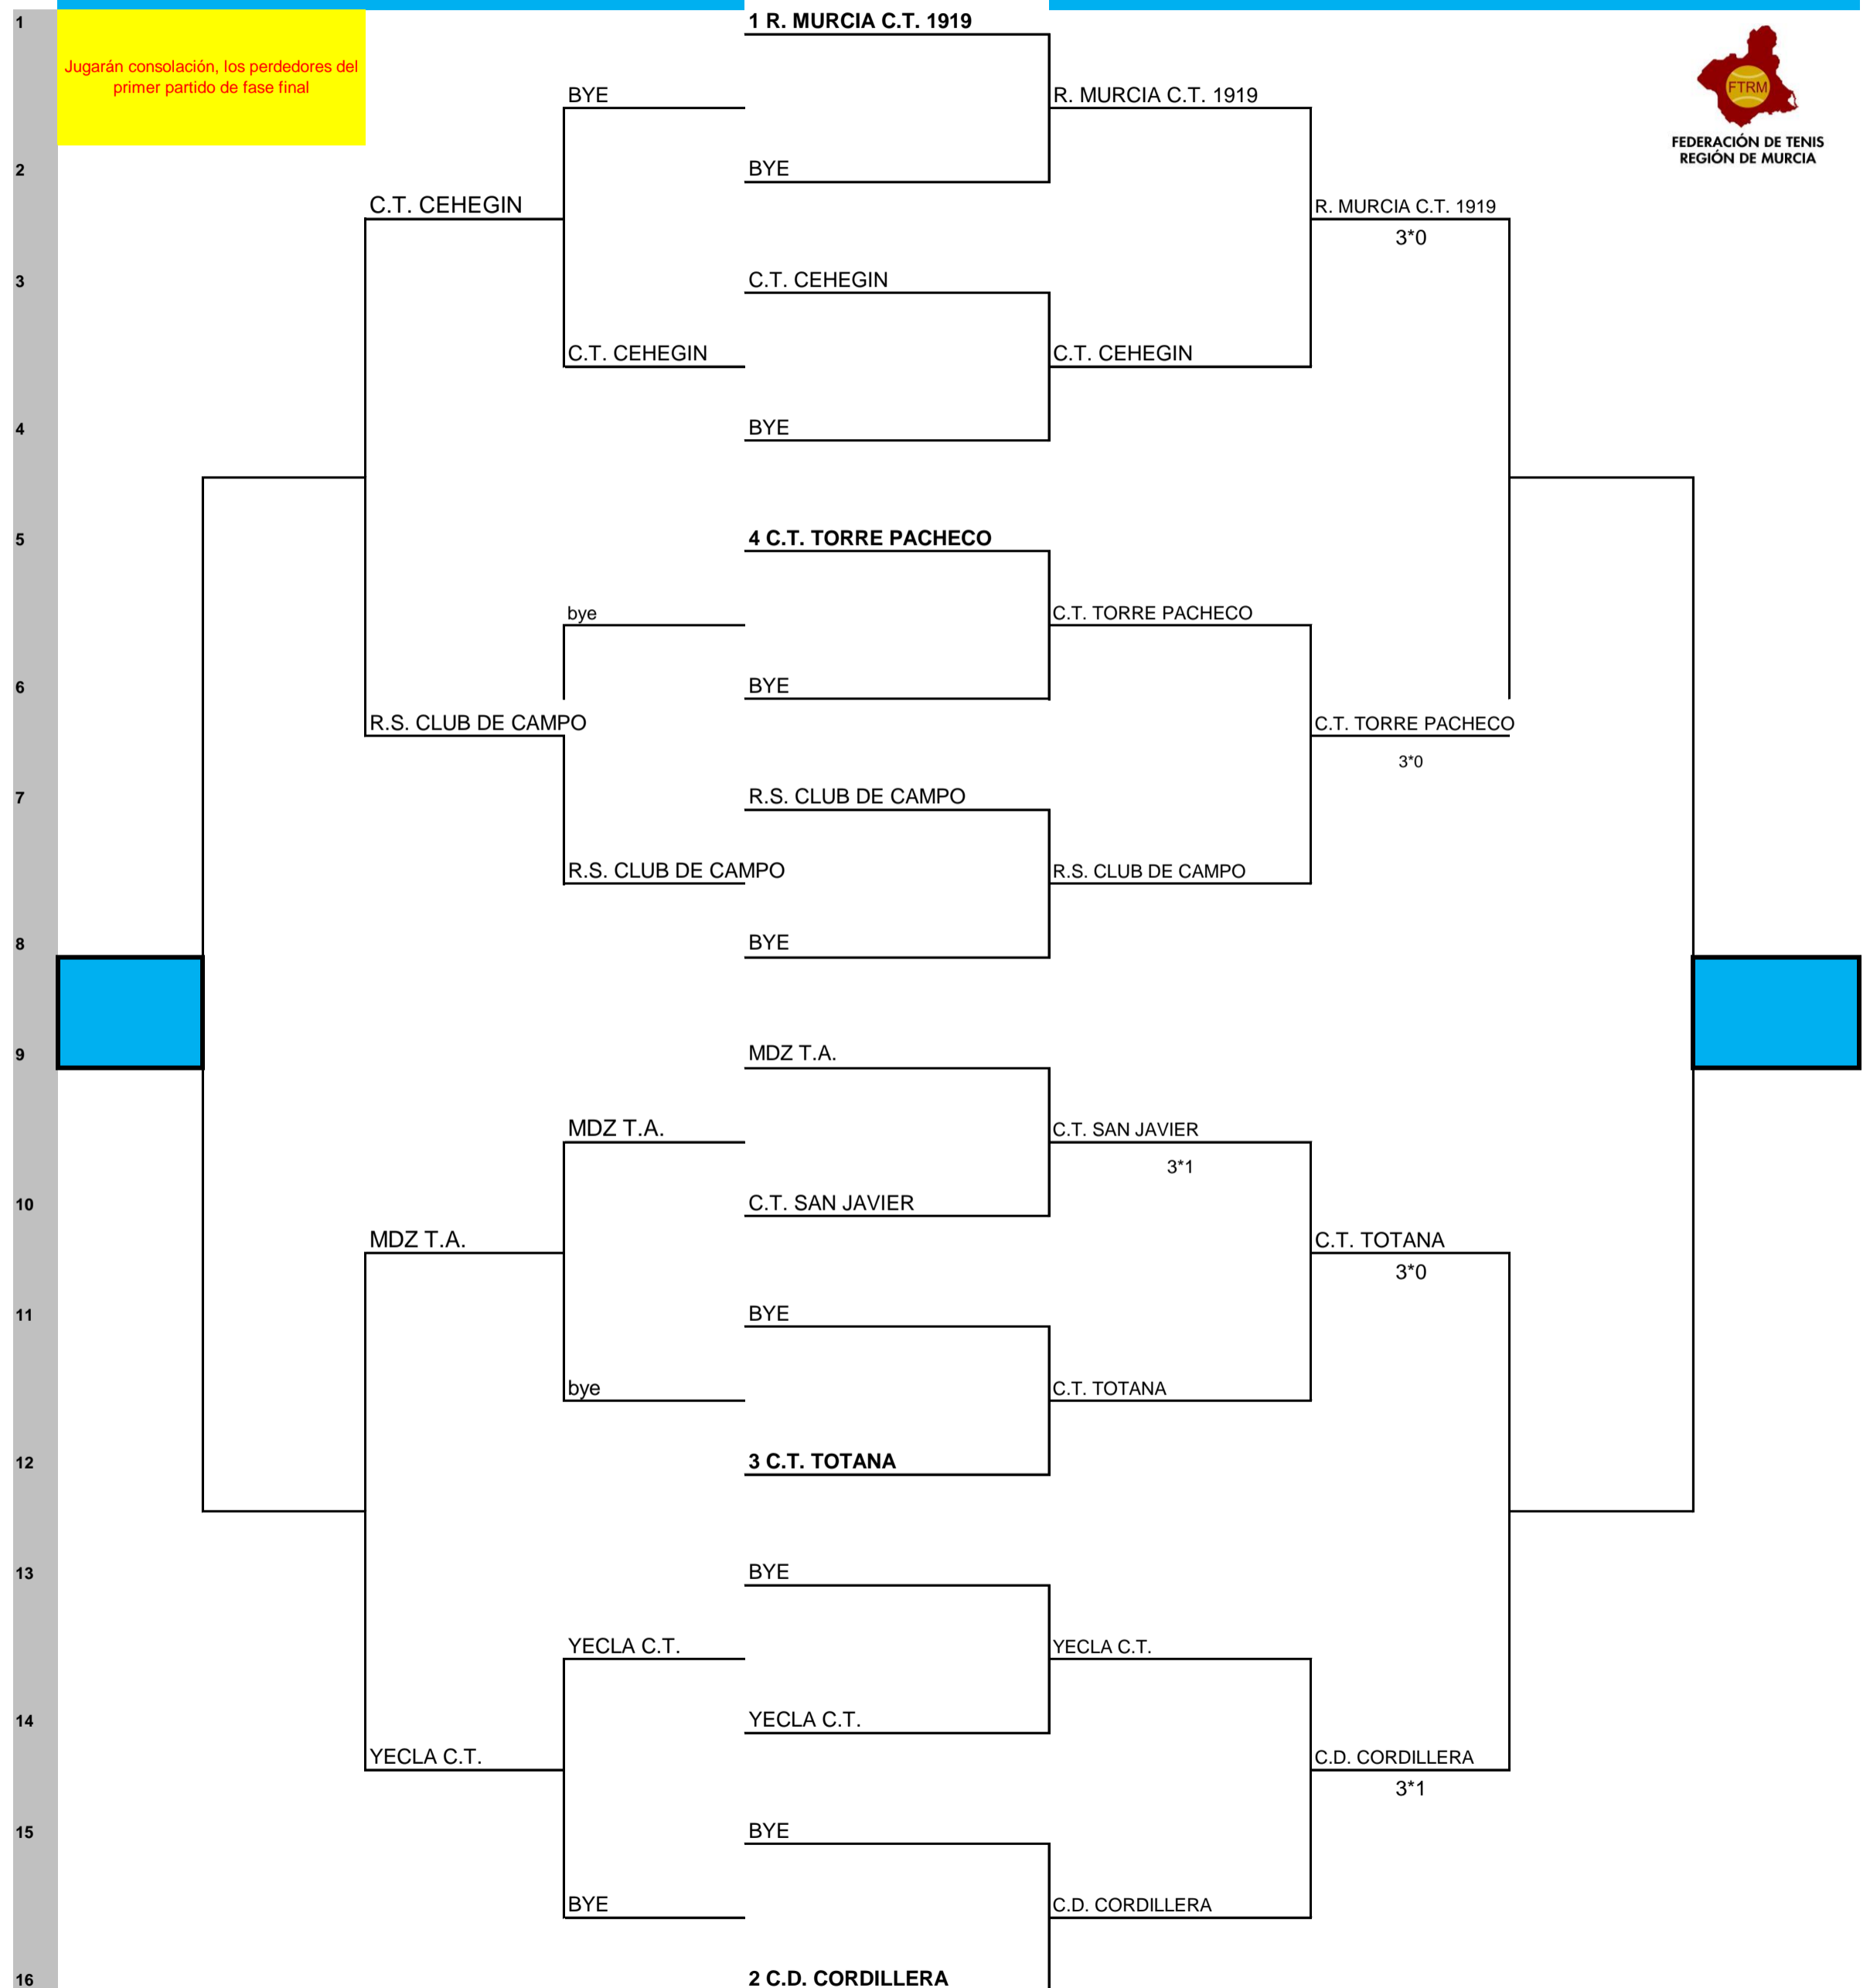 1
1 R. MURCIA C.T. 1919
Jugarán consolación, los perdedores del
primer partido de fase final
FTRM
FEDERACIÓN DE TENIS
REGIÓN DE MURCIA
BYE
R. MURCIA C.T. 1919
2
BYE
C.T. CEHEGIN
R. MURCIA C.T. 1919
3*0
3
C.T. CEHEGIN
C.T. CEHEGIN
C.T. CEHEGIN
4
BYE
5
4 C.T. TORRE PACHECO
bye
C.T. TORRE PACHECO
6
BYE
R.S. CLUB DE CAMPO
C.T. TORRE PACHECO
3*0
7
R.S. CLUB DE CAMPO
R.S. CLUB DE CAMPO
R.S. CLUB DE CAMPO
8
BYE
9
MDZ T.A.
MDZ T.A.
C.T. SAN JAVIER
3*1
10
C.T. SAN JAVIER
MDZ T.A.
C.T. TOTANA
3*0
11
BYE
bye
C.T. TOTANA
12
3 C.T. TOTANA
13
BYE
YECLA C.T.
YECLA C.T.
14
YECLA C.T.
YECLA C.T.
C.D. CORDILLERA
3*1
15
BYE
BYE
C.D. CORDILLERA
16
2 C.D. CORDILLERA